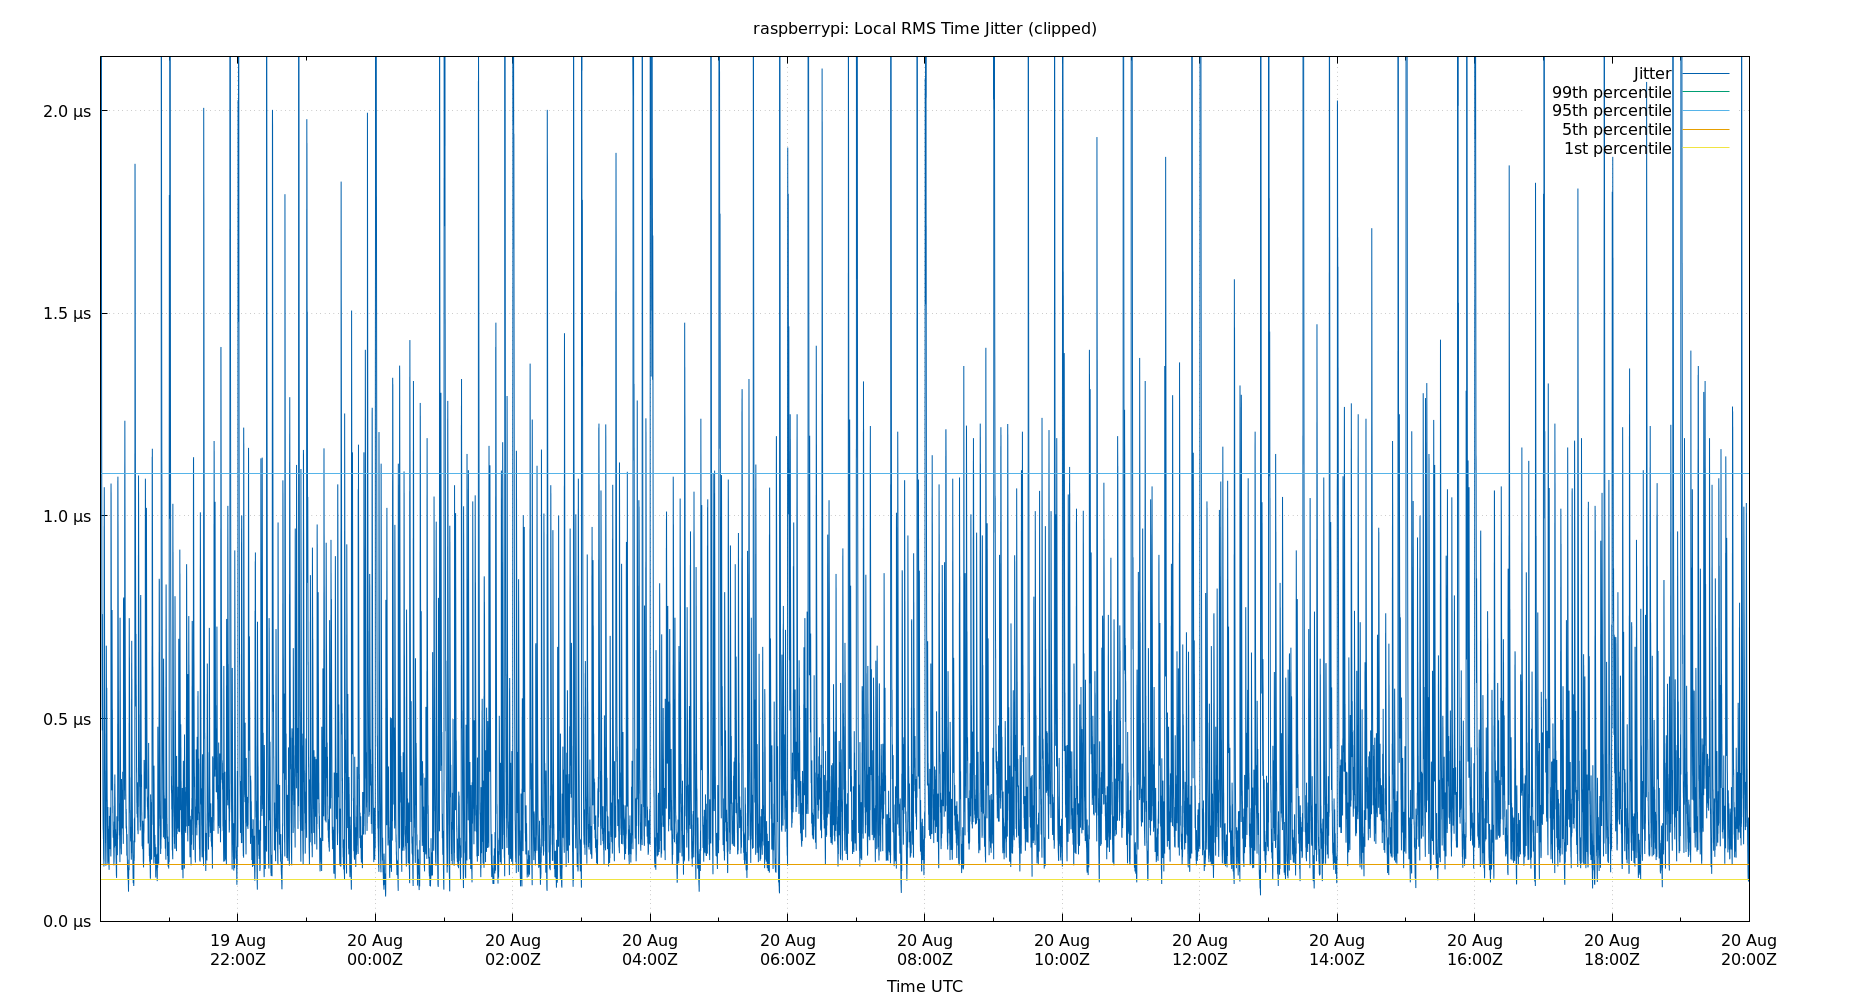 raspberrypi: Local RMS Time Jitter (clipped)
Jitter
99th percentile
95th percentile
5th percentile
1st percentile
2.0 µs
1.5 µs
1.0 µs
0.5 µs
0.0 µs
19 Aug 20 Aug 20 Aug 20 Aug 20 Aug 20 Aug 20 Aug 20 Aug 20 Aug 20 Aug 20 Aug 20 Aug
22:00Z 00:00Z 02:00Z 04:00Z 06:00Z 08:00Z 10:00Z 12:00Z 14:00Z 16:00Z 18:00Z 20:00Z
Time UTC